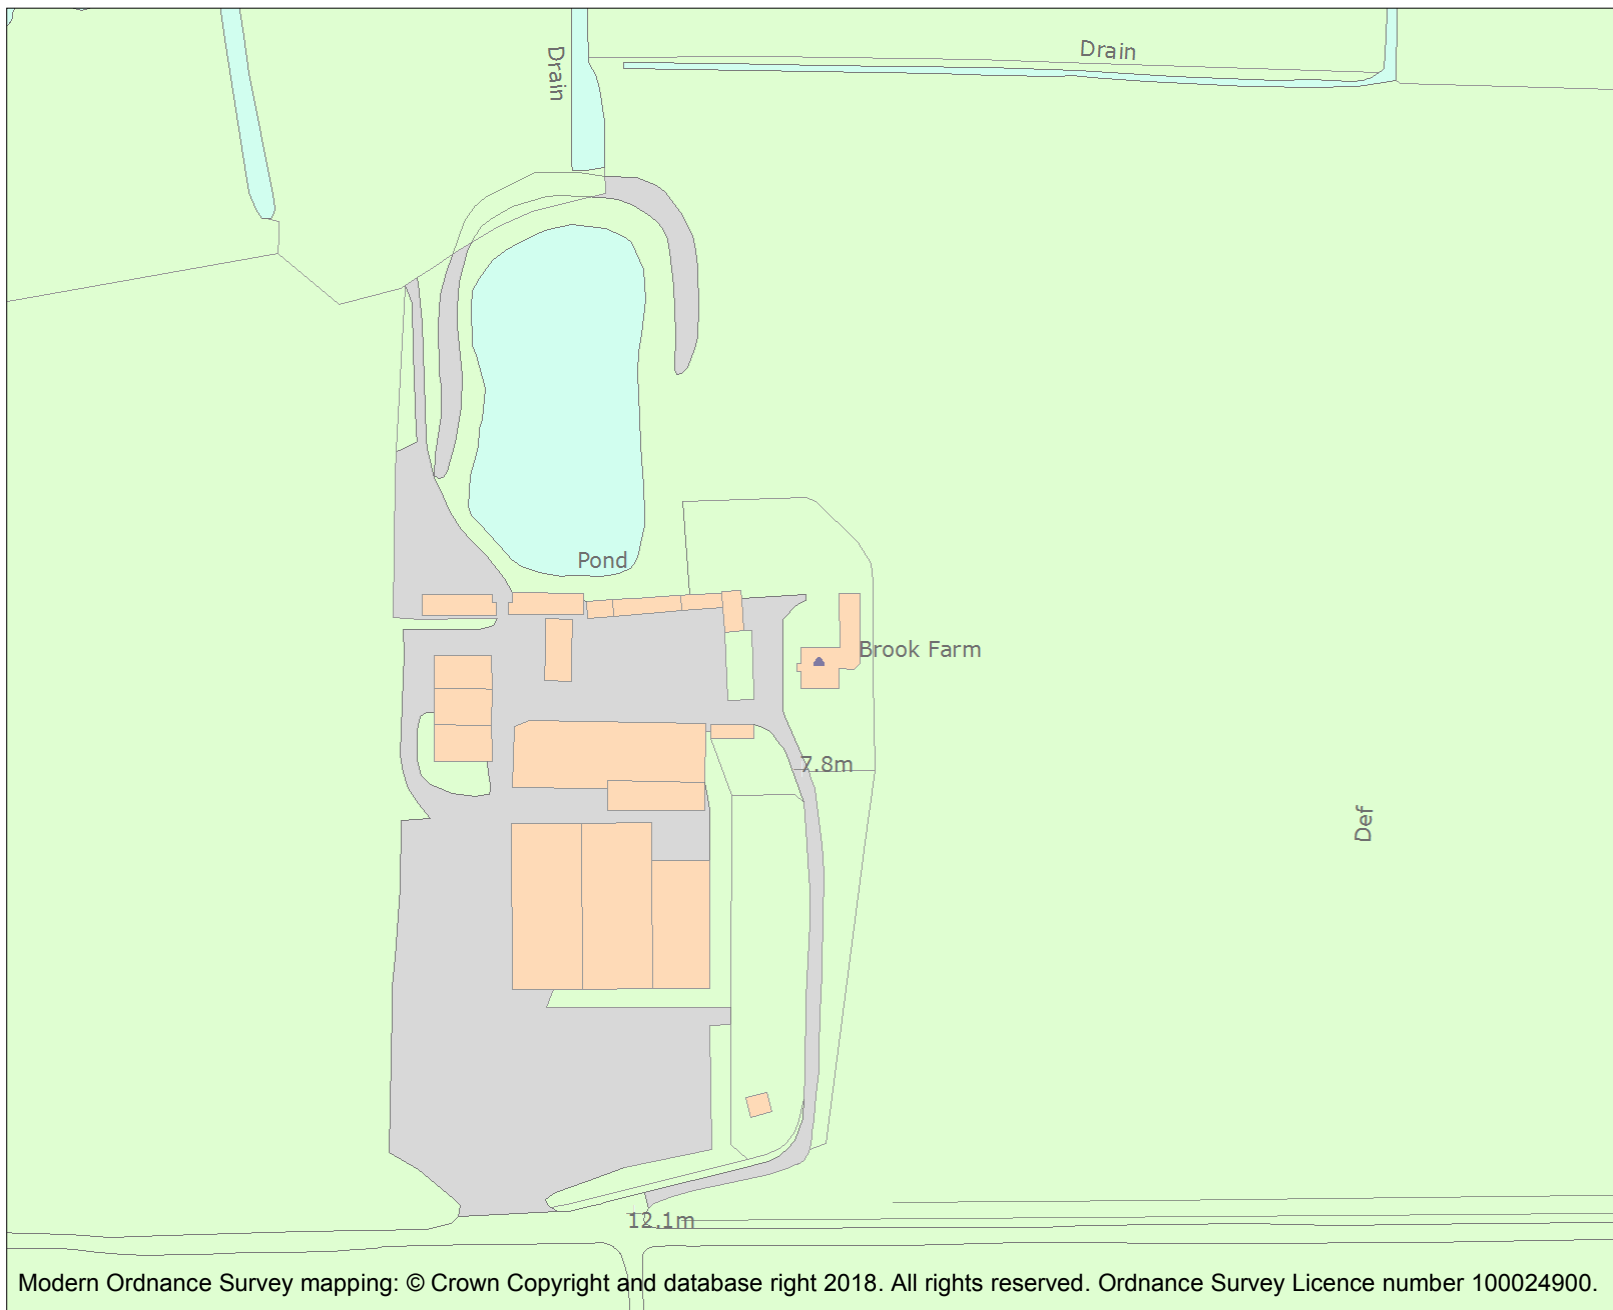 Drain
Drain
Pond
Brook Farm
7.8m
Def
12.1m
Modern Ordnance Survey mapping: © Crown Copyright and database right 2018. All rights reserved. Ordnance Survey Licence number 100024900.